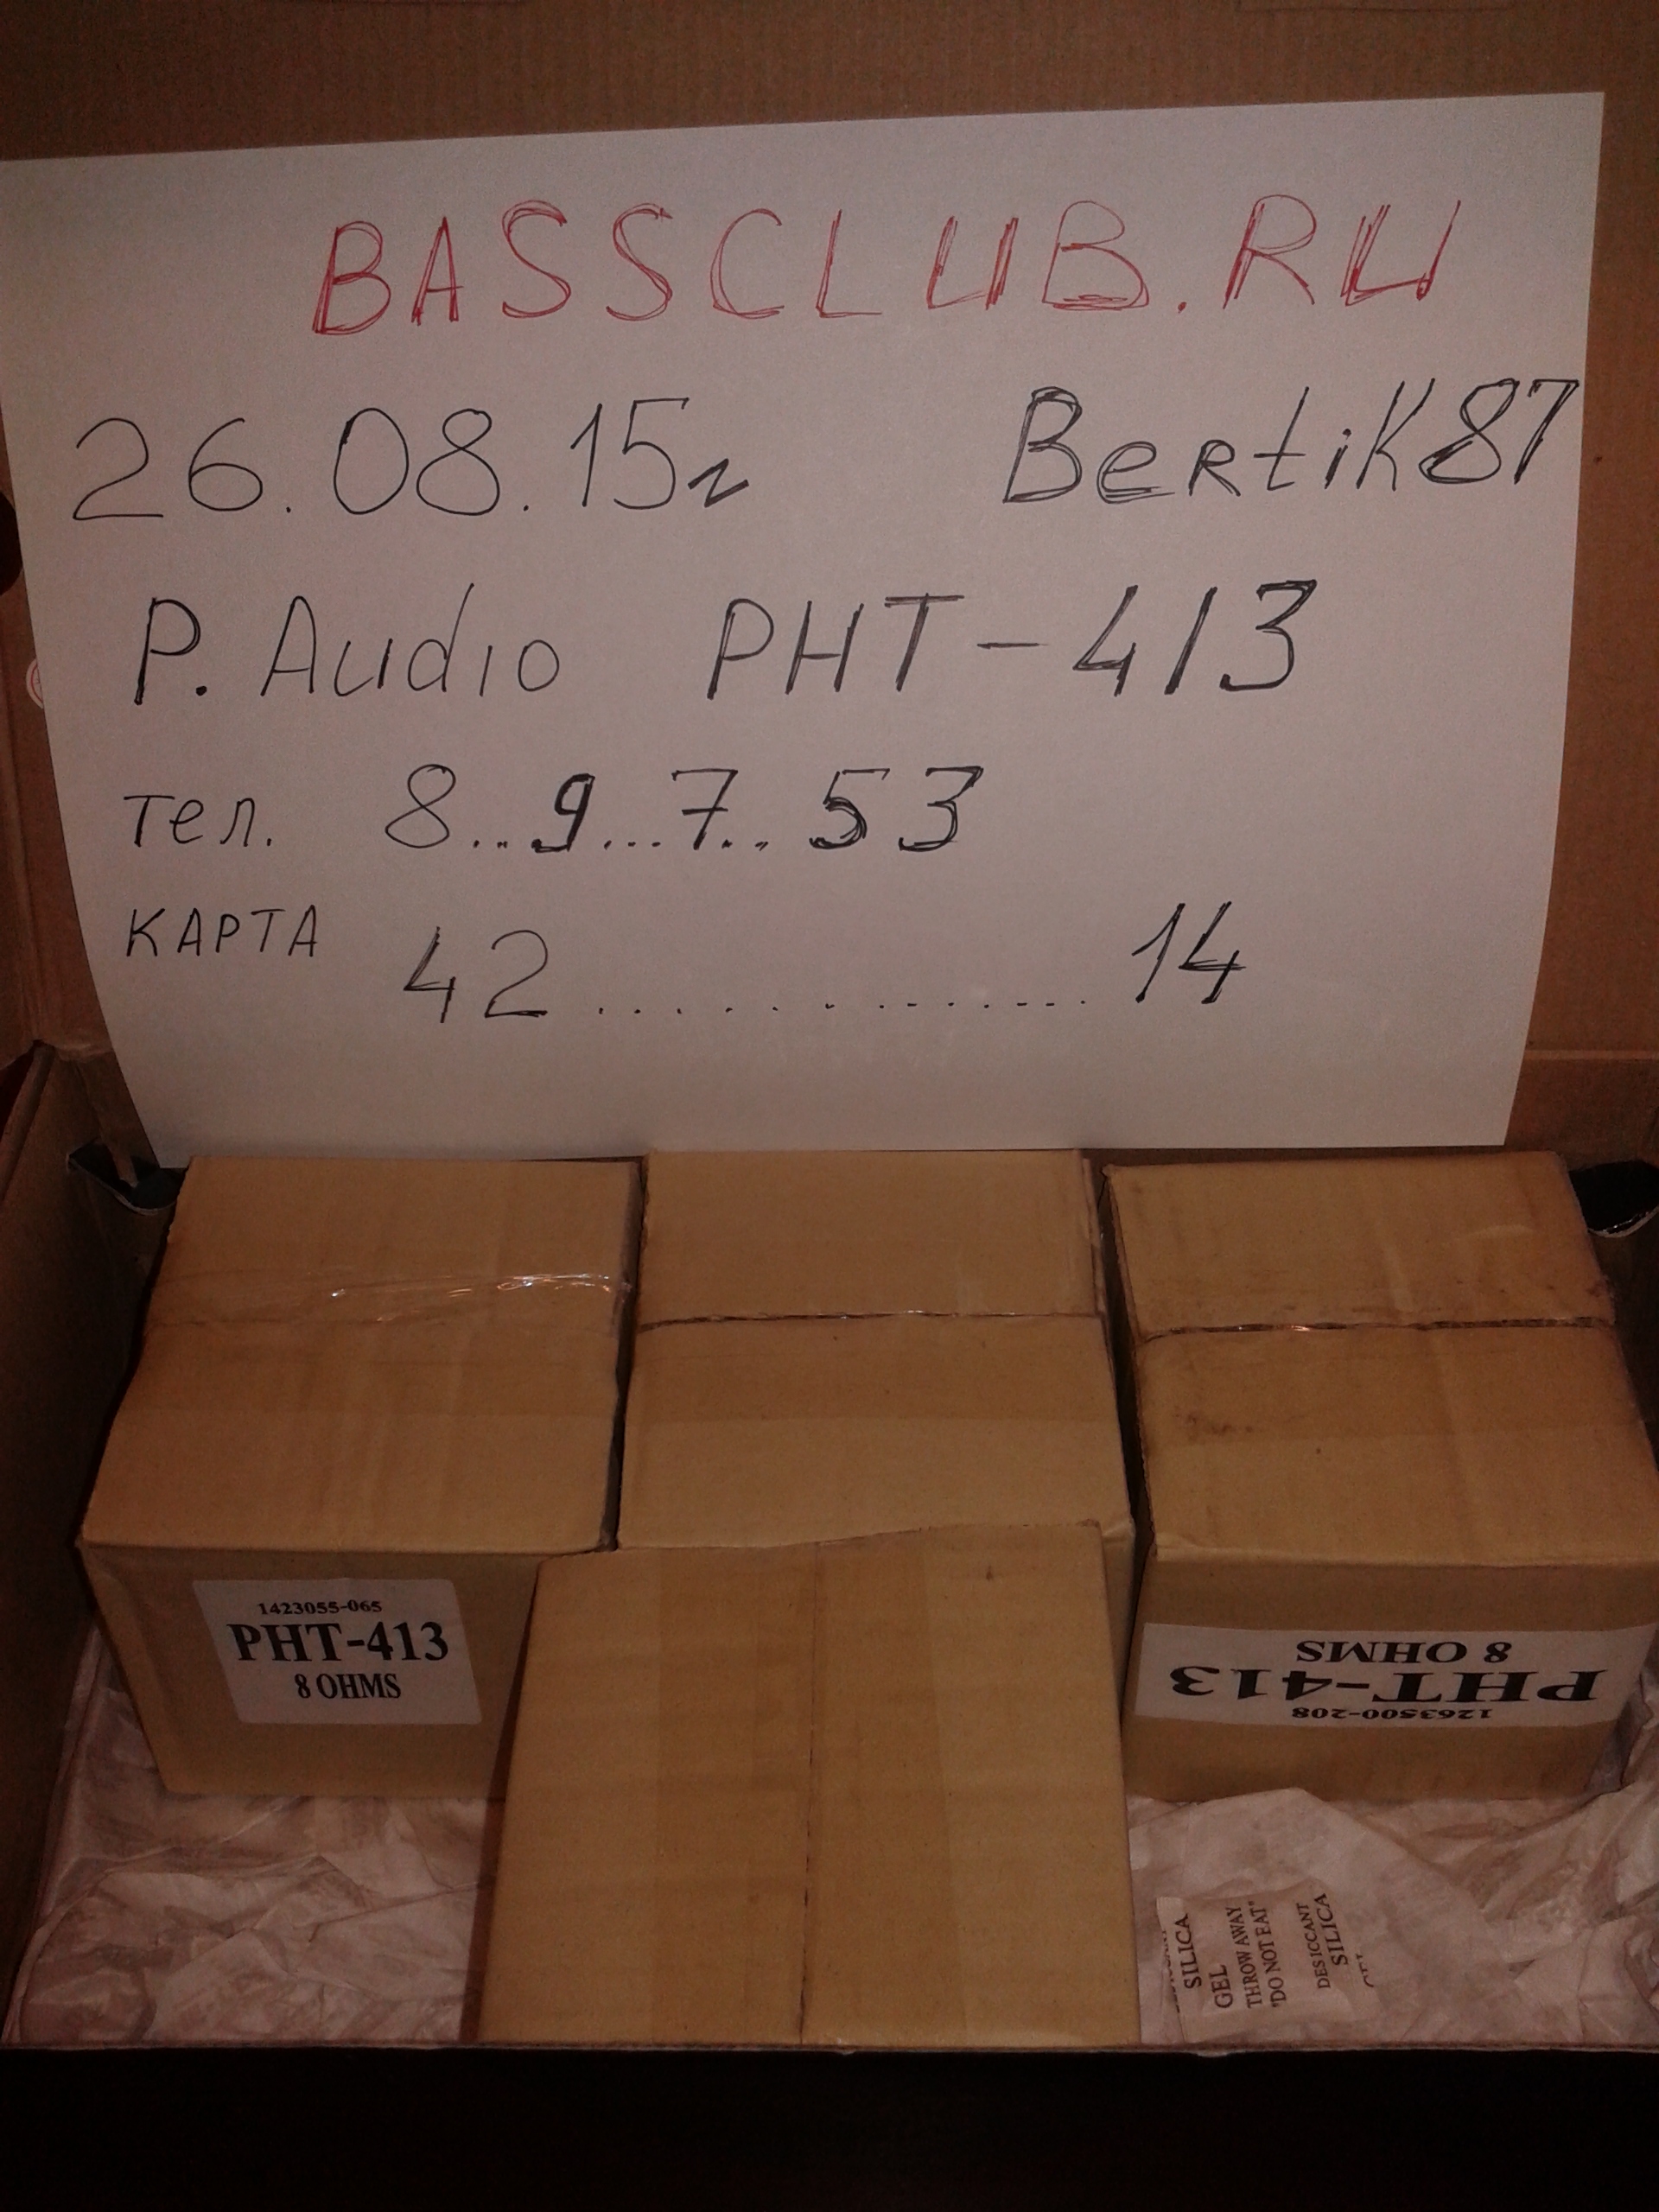 BASSCLUB.RU
26.08.15г Bertik87
P. Audio PHT-413
тел. 8...9...7...53
КАРТА 42..............14
1423055-065
PHT-413
8 OHMS
1263500-208
PHT-413
8 OHMS
SILICA
GEL
THROW AWAY
"DO NOT EAT"
DESICCANT
SILICA